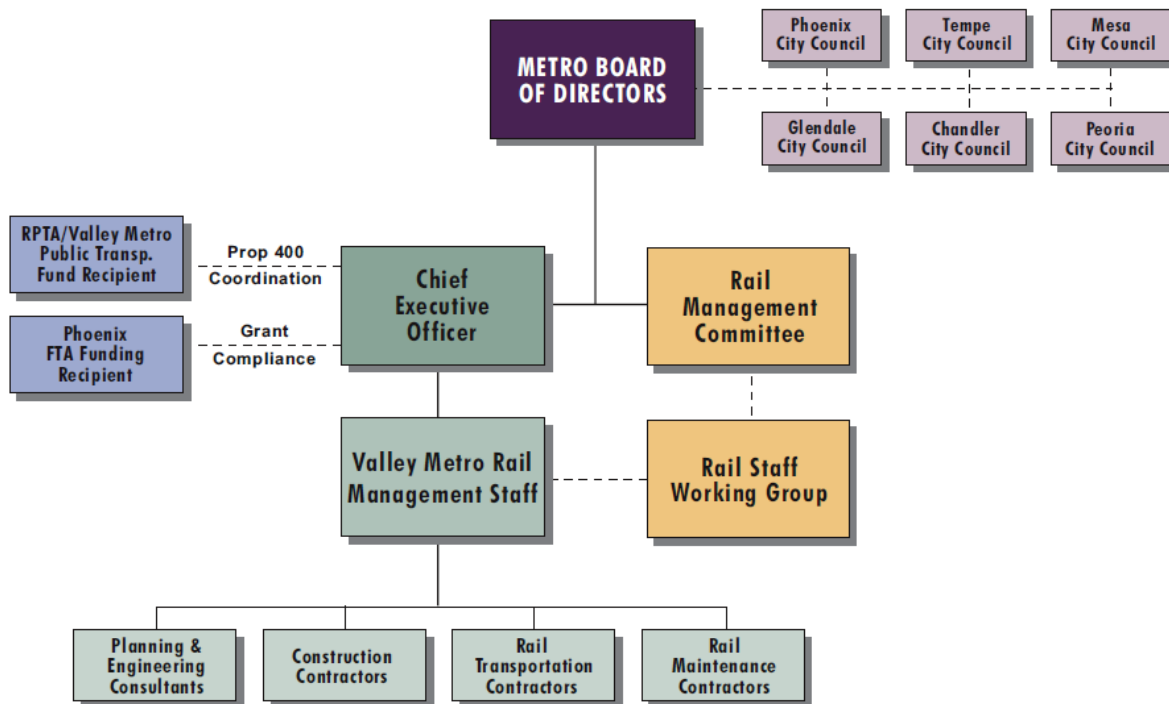 METRO BOARD
OF DIRECTORS
Phoenix
City Council
Tempe
City Council
Mesa
City Council
Glendale
City Council
Chandler
City Council
Peoria
City Council
RPTA/Valley Metro
Public Transp.
Fund Recipient
Prop 400
Coordination
Phoenix
FTA Funding
Recipient
Grant
Compliance
Chief
Executive
Officer
Rail
Management
Committee
Valley Metro Rail
Management Staff
Rail Staff
Working Group
Planning &
Engineering
Consultants
Construction
Contractors
Rail
Transportation
Contractors
Rail
Maintenance
Contractors